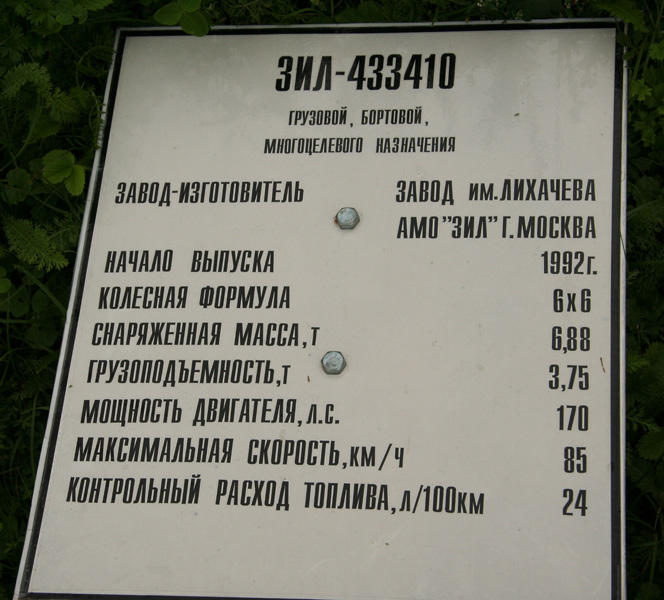 ЗИЛ-433410
ГРУЗОВОЙ, БОРТОВОЙ,
МНОГОЦЕЛЕВОГО НАЗНАЧЕНИЯ
ЗАВОД-ИЗГОТОВИТЕЛЬ ЗАВОД им.ЛИХАЧЕВА
АМО "ЗИЛ" Г. МОСКВА
НАЧАЛО ВЫПУСКА 1992г.
КОЛЕСНАЯ ФОРМУЛА 6х6
СНАРЯЖЕННАЯ МАССА,т 6,88
ГРУЗОПОДЪЕМНОСТЬ,т 3,75
МОЩНОСТЬ ДВИГАТЕЛЯ, л.с. 170
МАКСИМАЛЬНАЯ СКОРОСТЬ,км/ч 85
КОНТРОЛЬНЫЙ РАСХОД ТОПЛИВА, л/100км 24